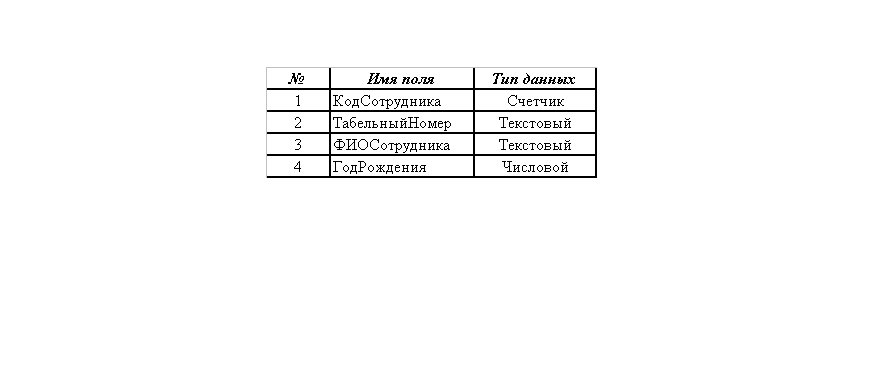 № Имя поля Тип данных
1 КодСотрудника Счетчик
2 ТабельныйНомер Текстовый
3 ФИОСотрудника Текстовый
4 ГодРождения Числовой